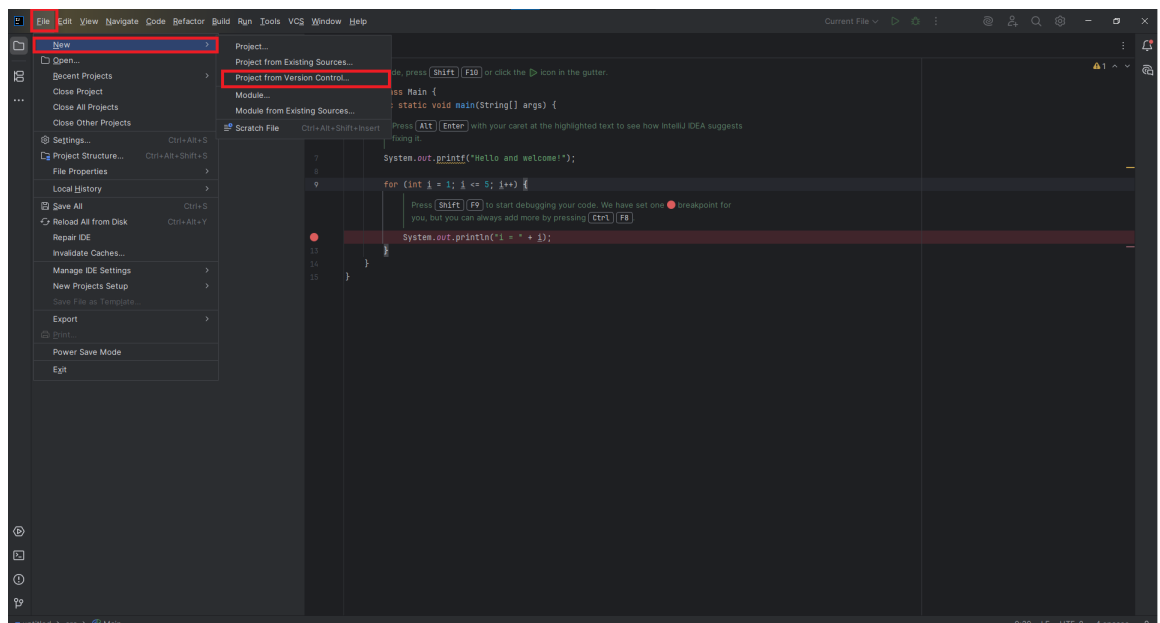 File Edit View Navigate Code Refactor Build Run Tools VCS Window Help Current File
New
Open...
Recent Projects
Close Project
Close All Projects
Close Other Projects
Settings... Ctrl+Alt+S
Project Structure... Ctrl+Alt+Shift+S
File Properties
Local History
Save All Ctrl+S
Reload All from Disk Ctrl+Alt+Y
Repair IDE
Invalidate Caches...
Manage IDE Settings
New Projects Setup
Save File as Template...
Export
Print...
Power Save Mode
Exit
Project...
Project from Existing Sources...
Project from Version Control...
Module...
Module from Existing Sources...
Scratch File Ctrl+Alt+Shift+Insert
1
de, press Shift F10 or click the icon in the gutter.
ss Main {
static void main(String[] args) {
Press Alt Enter with your caret at the highlighted text to see how IntelliJ IDEA suggests
fixing it.
7 System.out.printf("Hello and welcome!");
8
9 for (int i = 1; i <= 5; i++) {
Press Shift F9 to start debugging your code. We have set one breakpoint for
you, but you can always add more by pressing Ctrl F8.
System.out.println("i = " + i);
13 }
14 }
15 }